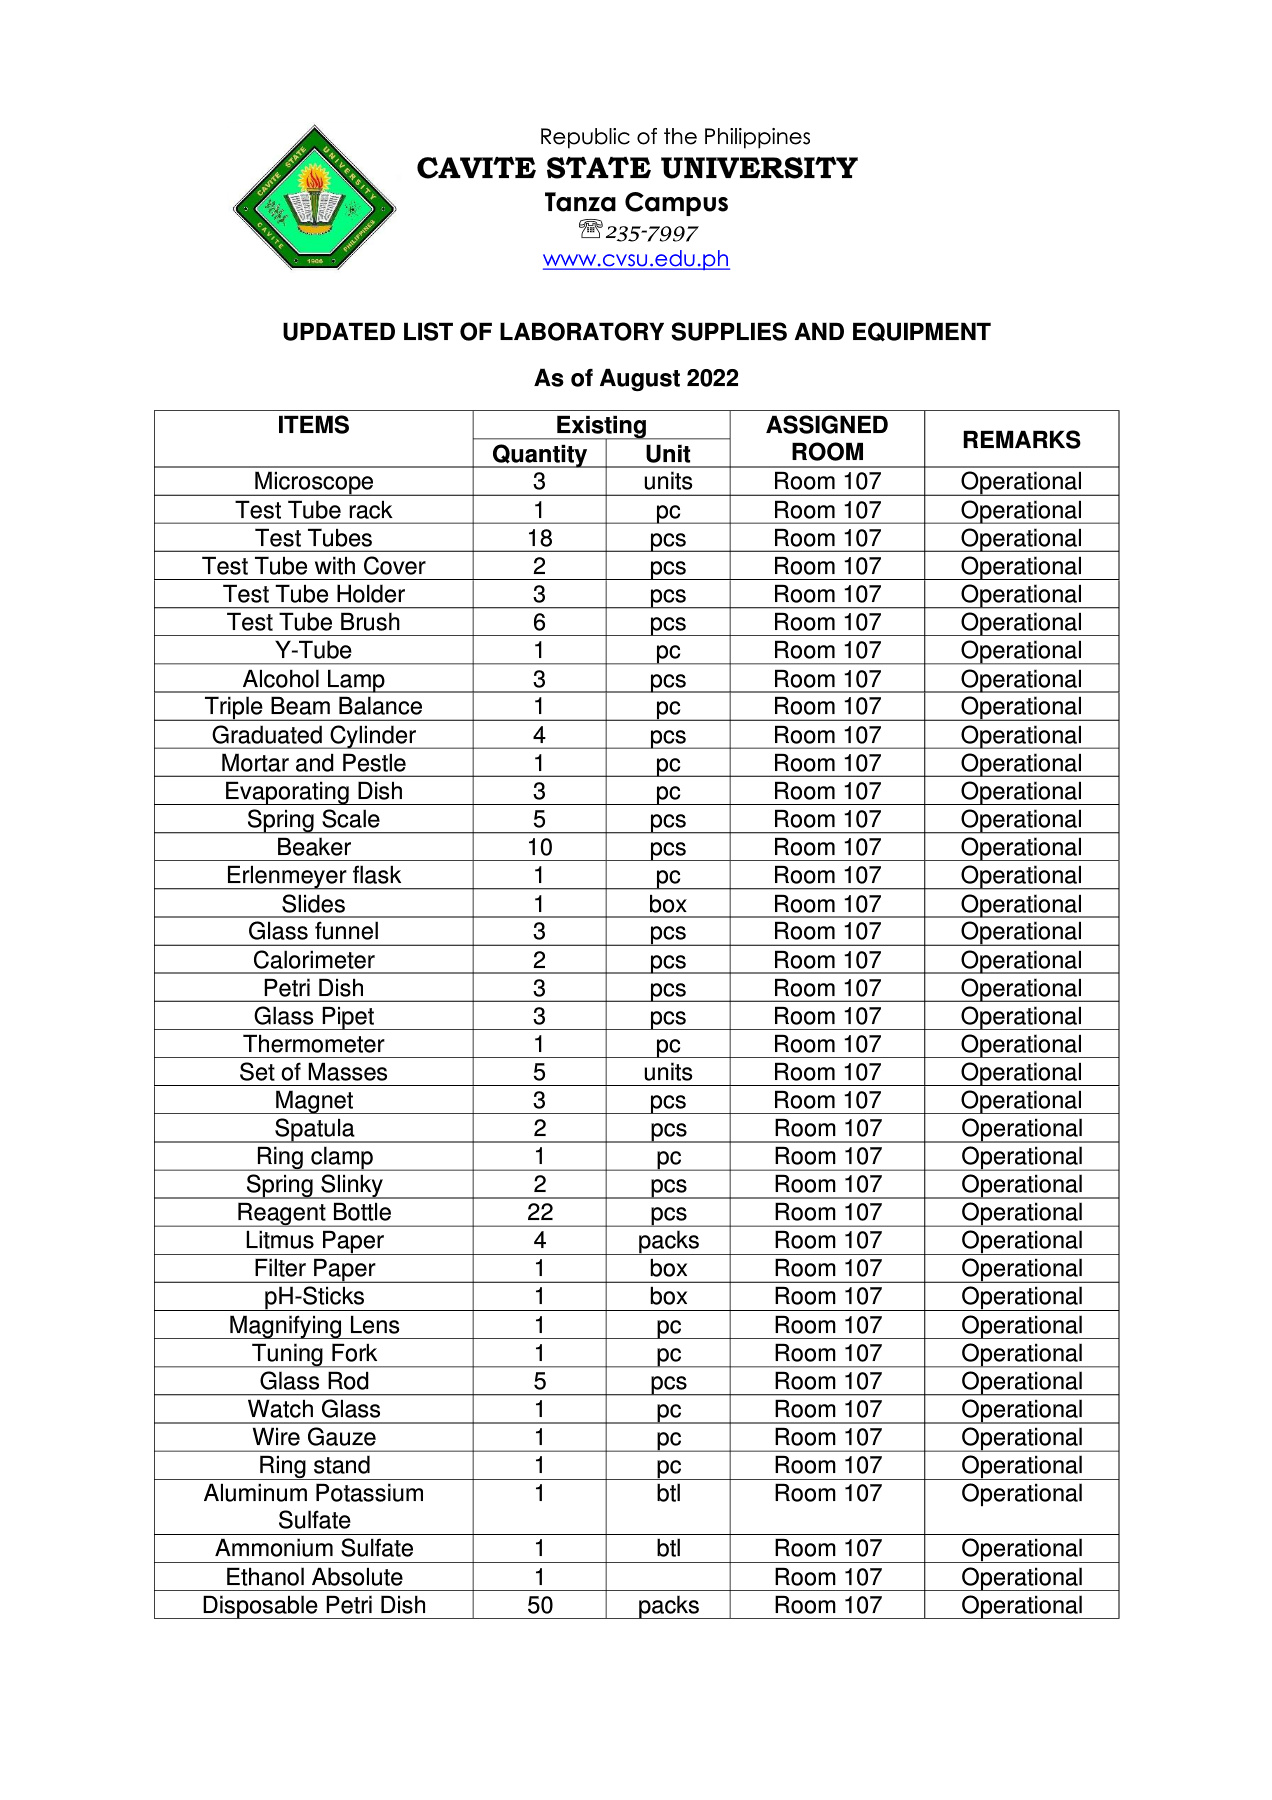 Republic of the Philippines
CAVITE STATE UNIVERSITY
Tanza Campus
☏235-7997
www.cvsu.edu.ph
CAVITE STATE UNIVERSITY
CAVITE PHILIPPINES
1906
UPDATED LIST OF LABORATORY SUPPLIES AND EQUIPMENT
As of August 2022
ITEMS Existing ASSIGNED ROOM REMARKS
Quantity Unit
Microscope 3 units Room 107 Operational
Test Tube rack 1 pc Room 107 Operational
Test Tubes 18 pcs Room 107 Operational
Test Tube with Cover 2 pcs Room 107 Operational
Test Tube Holder 3 pcs Room 107 Operational
Test Tube Brush 6 pcs Room 107 Operational
Y-Tube 1 pc Room 107 Operational
Alcohol Lamp 3 pcs Room 107 Operational
Triple Beam Balance 1 pc Room 107 Operational
Graduated Cylinder 4 pcs Room 107 Operational
Mortar and Pestle 1 pc Room 107 Operational
Evaporating Dish 3 pc Room 107 Operational
Spring Scale 5 pcs Room 107 Operational
Beaker 10 pcs Room 107 Operational
Erlenmeyer flask 1 pc Room 107 Operational
Slides 1 box Room 107 Operational
Glass funnel 3 pcs Room 107 Operational
Calorimeter 2 pcs Room 107 Operational
Petri Dish 3 pcs Room 107 Operational
Glass Pipet 3 pcs Room 107 Operational
Thermometer 1 pc Room 107 Operational
Set of Masses 5 units Room 107 Operational
Magnet 3 pcs Room 107 Operational
Spatula 2 pcs Room 107 Operational
Ring clamp 1 pc Room 107 Operational
Spring Slinky 2 pcs Room 107 Operational
Reagent Bottle 22 pcs Room 107 Operational
Litmus Paper 4 packs Room 107 Operational
Filter Paper 1 box Room 107 Operational
pH-Sticks 1 box Room 107 Operational
Magnifying Lens 1 pc Room 107 Operational
Tuning Fork 1 pc Room 107 Operational
Glass Rod 5 pcs Room 107 Operational
Watch Glass 1 pc Room 107 Operational
Wire Gauze 1 pc Room 107 Operational
Ring stand 1 pc Room 107 Operational
Aluminum Potassium 1 btl Room 107 Operational
Sulfate
Ammonium Sulfate 1 btl Room 107 Operational
Ethanol Absolute 1 Room 107 Operational
Disposable Petri Dish 50 packs Room 107 Operational